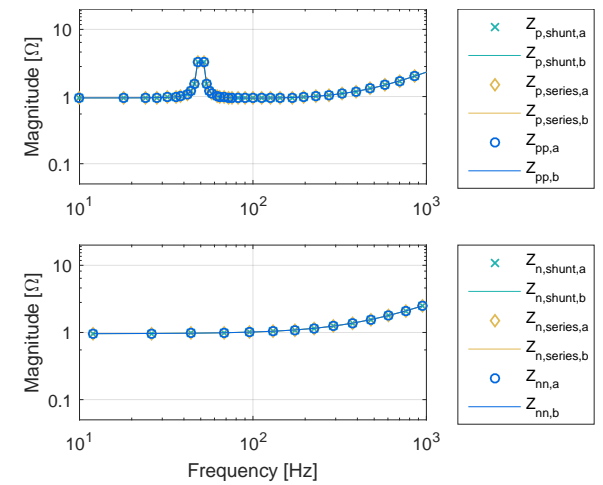 Magnitude [Ω]
10
1
0.1
10^1
10^2
10^3
Z_p,shunt,a
Z_p,shunt,b
Z_p,series,a
Z_p,series,b
Z_pp,a
Z_pp,b
Magnitude [Ω]
10
1
0.1
10^1
10^2
10^3
Frequency [Hz]
Z_n,shunt,a
Z_n,shunt,b
Z_n,series,a
Z_n,series,b
Z_nn,a
Z_nn,b